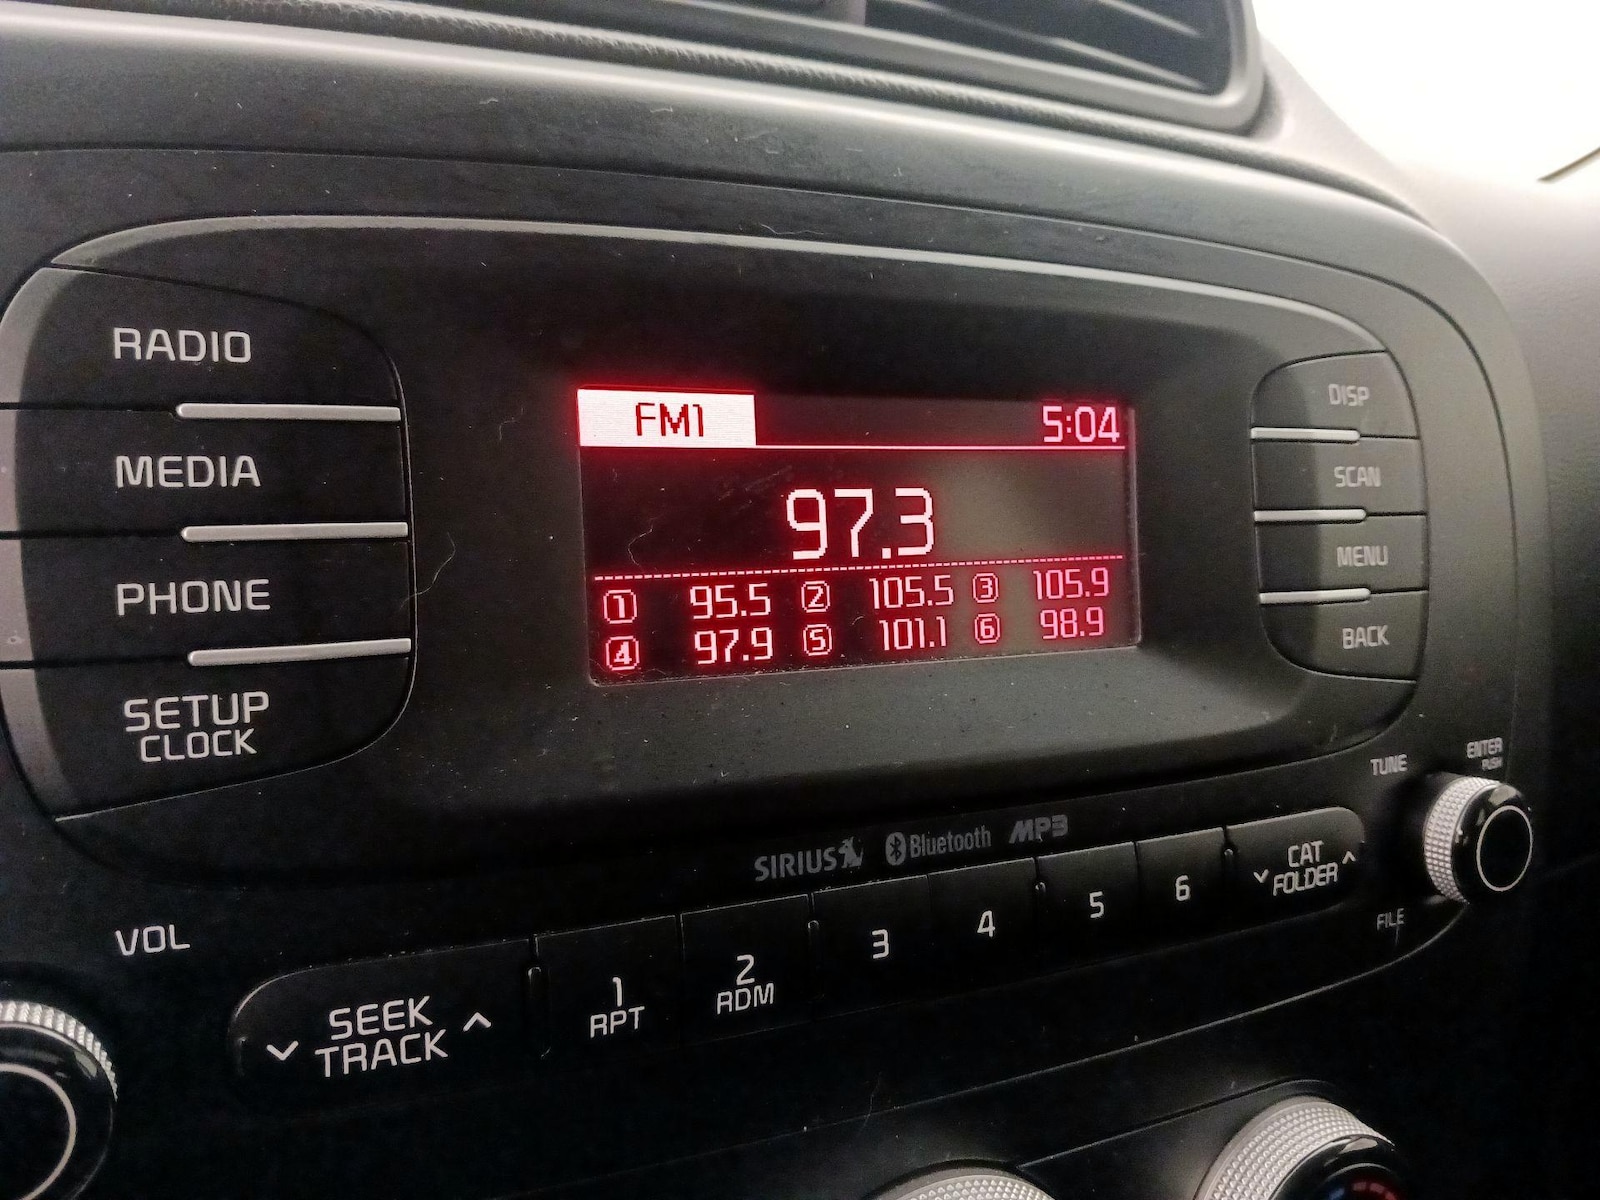 RADIO
MEDIA
PHONE
SETUP
CLOCK
FM1 5:04
97.3
1 95.5 2 105.5 3 105.9
4 97.9 5 101.1 6 98.9
DISP
SCAN
MENU
BACK
TUNE
ENTER
PUSH
SIRIUS Bluetooth MP3
VOL
SEEK
TRACK
1
RPT
2
RDM
3
4
5
6
CAT
FOLDER
FILE